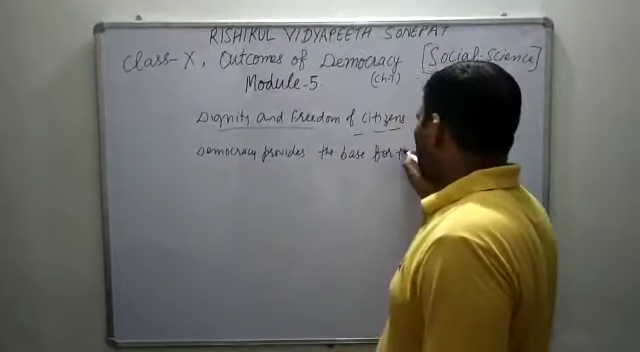 RISHIKUL VIDYAPEETH SONEPAT
Class-X, Outcomes of Democracy [Social-Science]
Module-5 (Ch-7)
Dignity and Freedom of Citizens
Democracy provides the base for